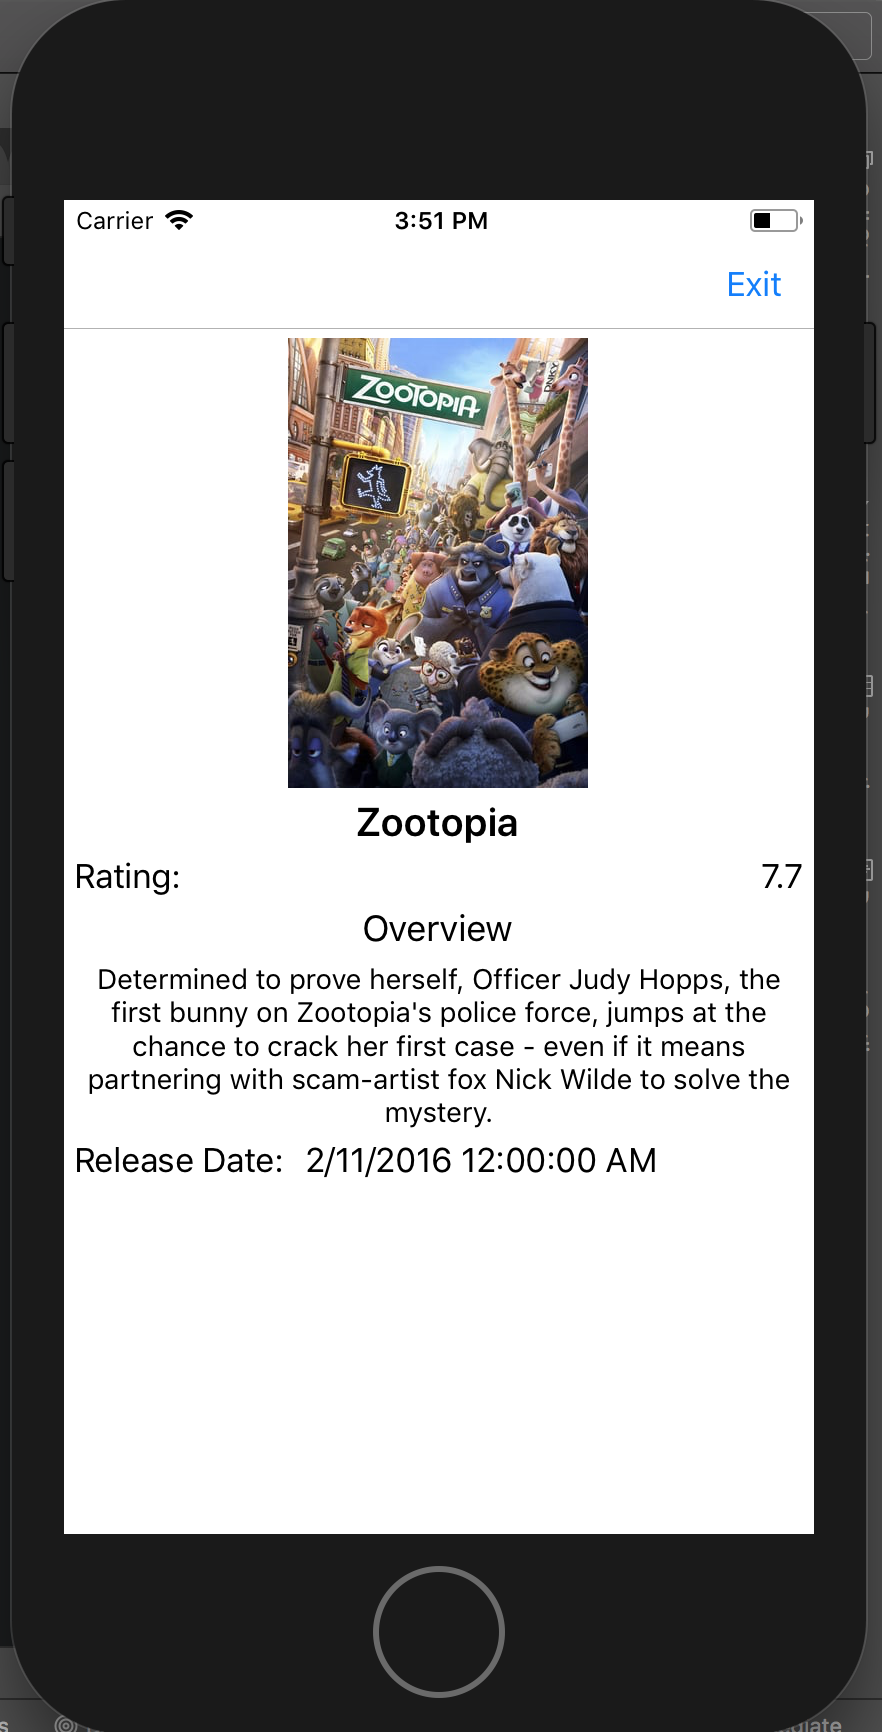 Carrier 3:51 PM
Exit
ZOOTOPIA
DNKY
Zootopia
Rating: 7.7
Overview
Determined to prove herself, Officer Judy Hopps, the
first bunny on Zootopia's police force, jumps at the
chance to crack her first case - even if it means
partnering with scam-artist fox Nick Wilde to solve the
mystery.
Release Date: 2/11/2016 12:00:00 AM